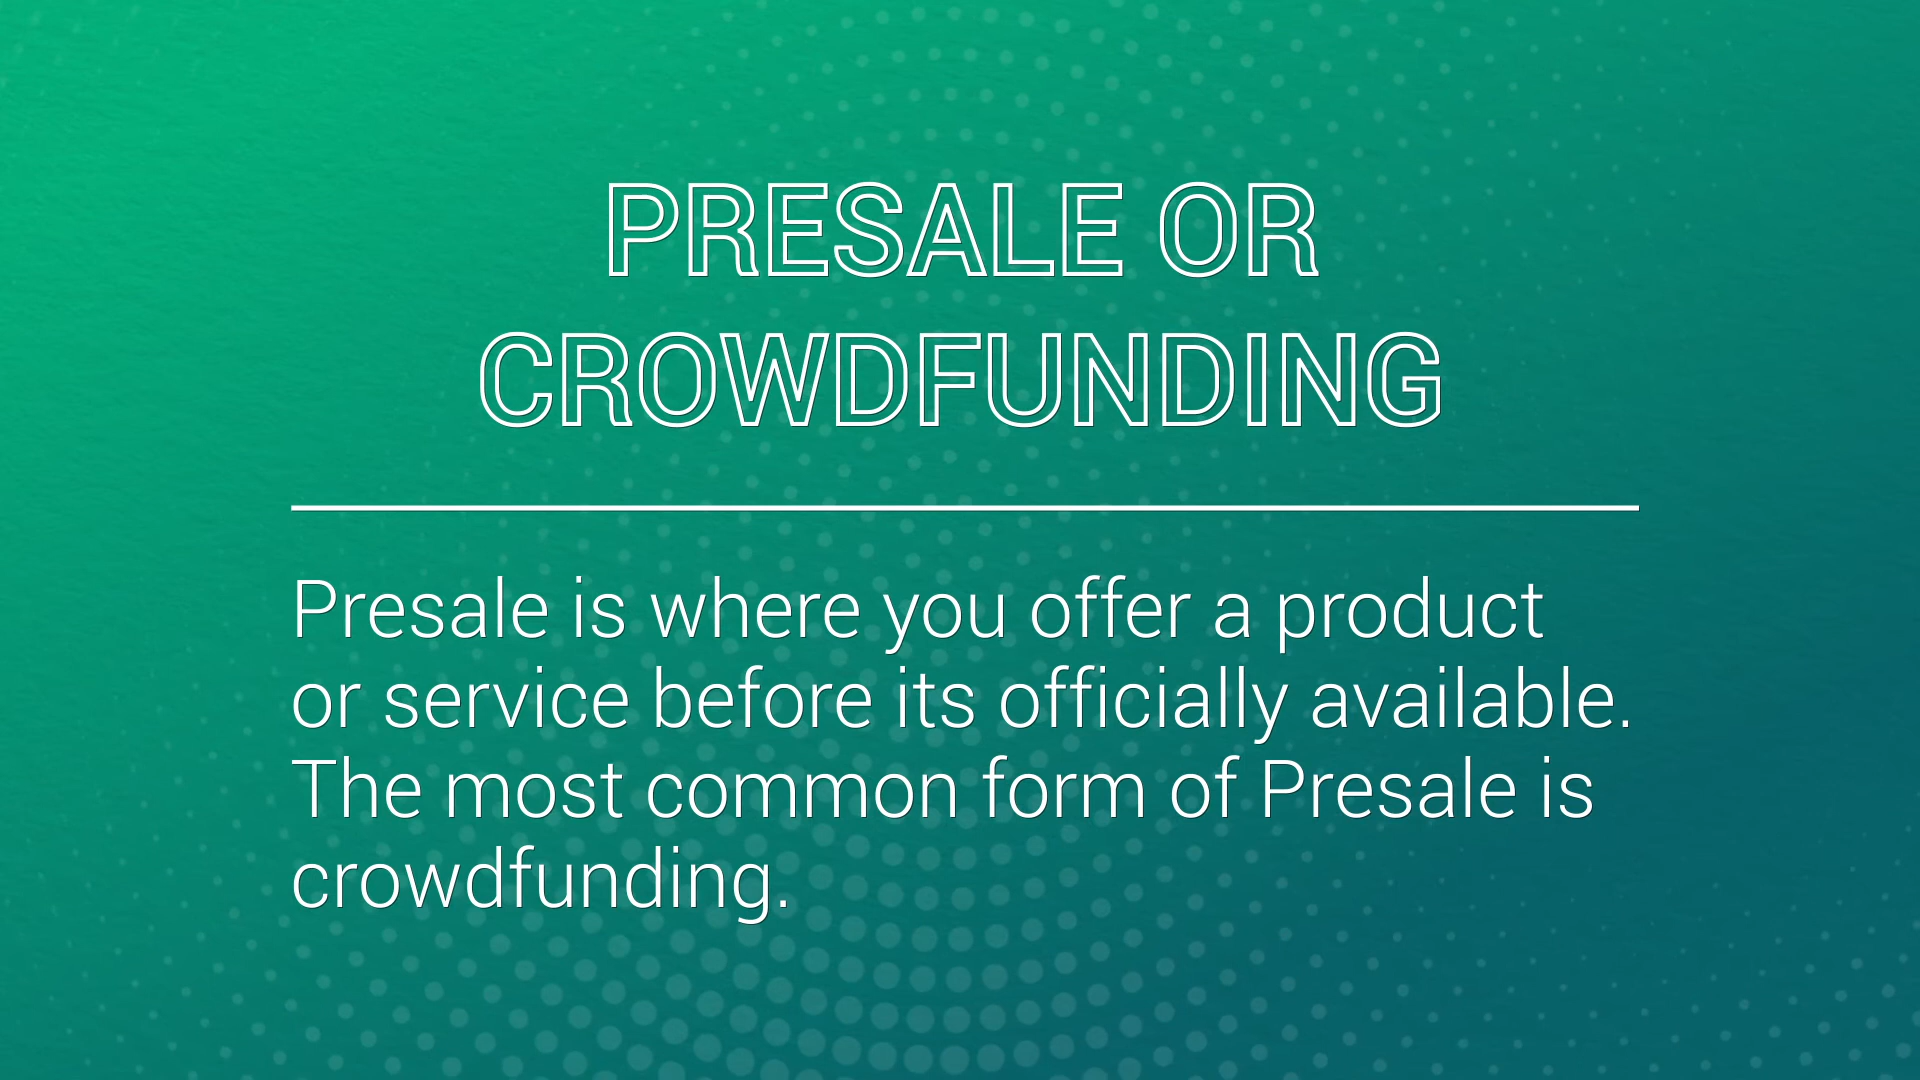 PRESALE OR
CROWDFUNDING
Presale is where you offer a product
or service before its officially available.
The most common form of Presale is
crowdfunding.